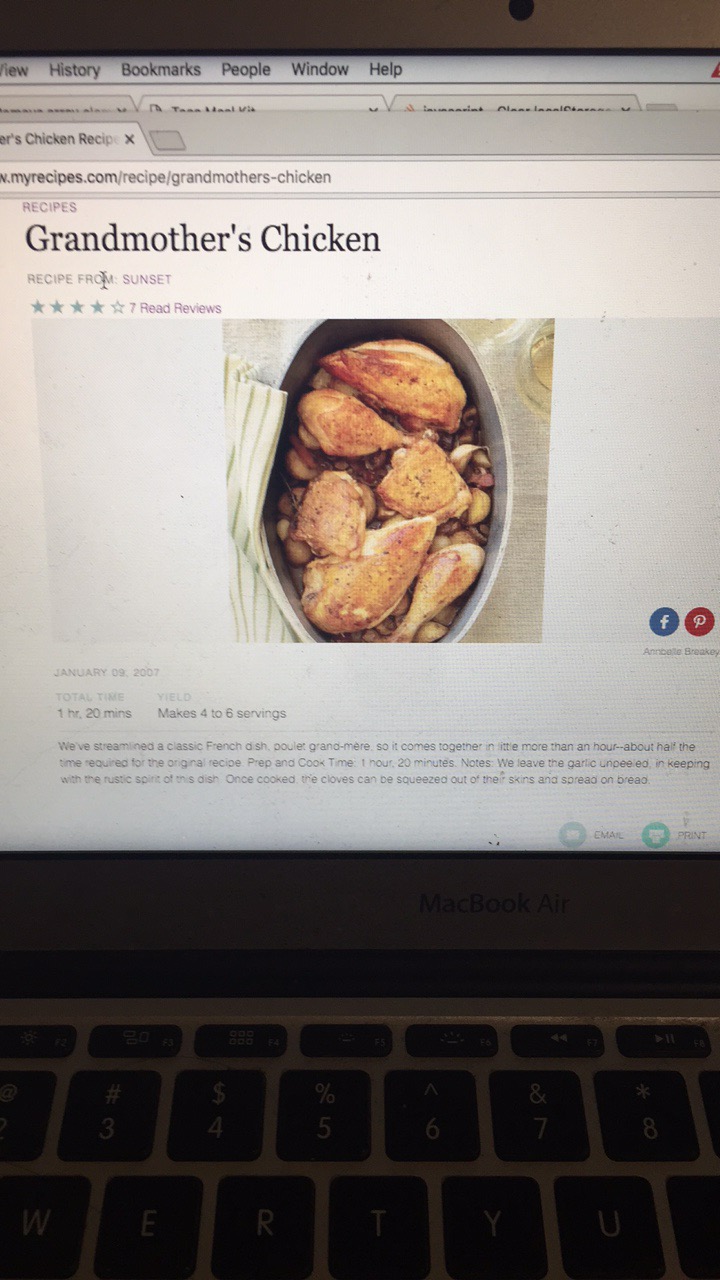 View History Bookmarks People Window Help
Taco Meal Kit
er's Chicken Recipe
w.myrecipes.com/recipe/grandmothers-chicken
RECIPES
Grandmother's Chicken
RECIPE FROM: SUNSET
7 Read Reviews
Annabelle Breakey
JANUARY 09, 2007
TOTAL TIME YIELD
1 hr, 20 mins Makes 4 to 6 servings
We've streamlined a classic French dish, poulet grand-mère, so it comes together in little more than an hour--about half the
time required for the original recipe. Prep and Cook Time: 1 hour, 20 minutes. Notes: We leave the garlic unpeeled, in keeping
with the rustic spirit of this dish. Once cooked, the cloves can be squeezed out of their skins and spread on bread.
EMAIL PRINT
MacBook Air
F2 F3 F4 F5 F6 F7 F8
@ # $ % ^ & *
2 3 4 5 6 7 8
W E R T Y U